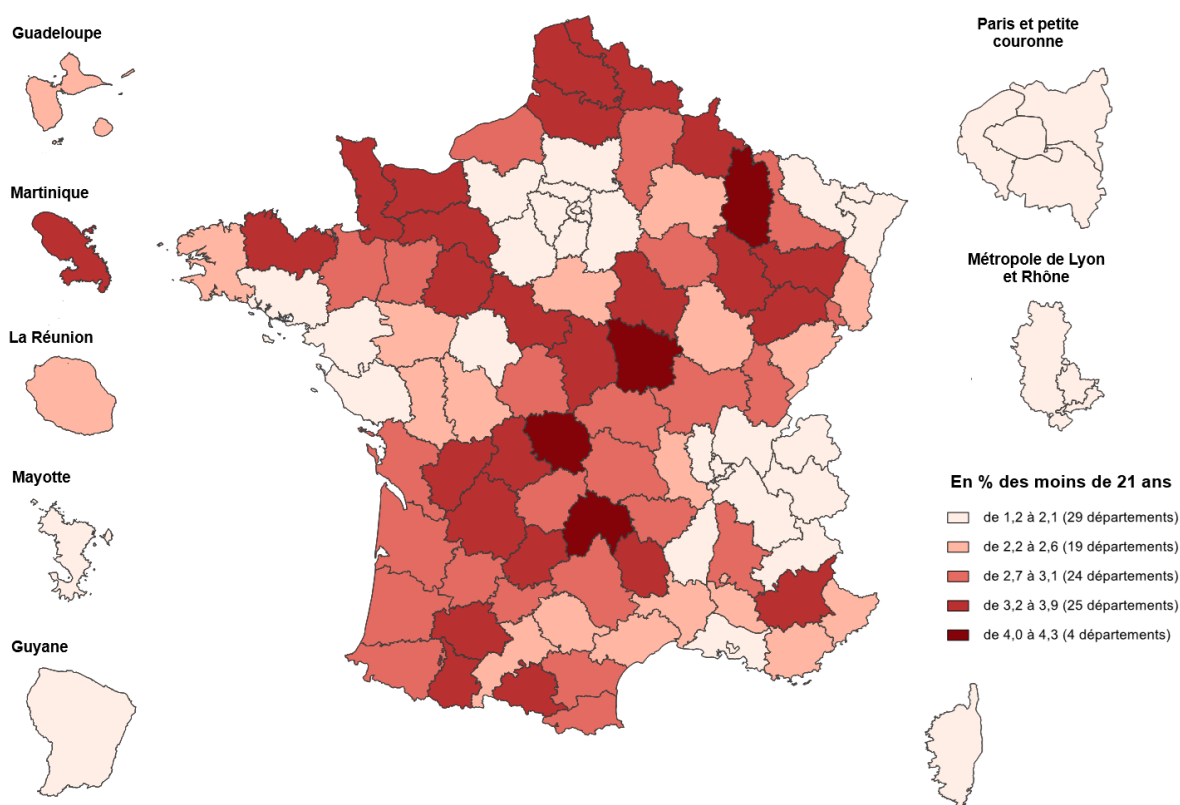 Guadeloupe
Martinique
La Réunion
Mayotte
Guyane
Paris et petite
couronne
Métropole de Lyon
et Rhône
En % des moins de 21 ans
de 1,2 à 2,1 (29 départements)
de 2,2 à 2,6 (19 départements)
de 2,7 à 3,1 (24 départements)
de 3,2 à 3,9 (25 départements)
de 4,0 à 4,3 (4 départements)